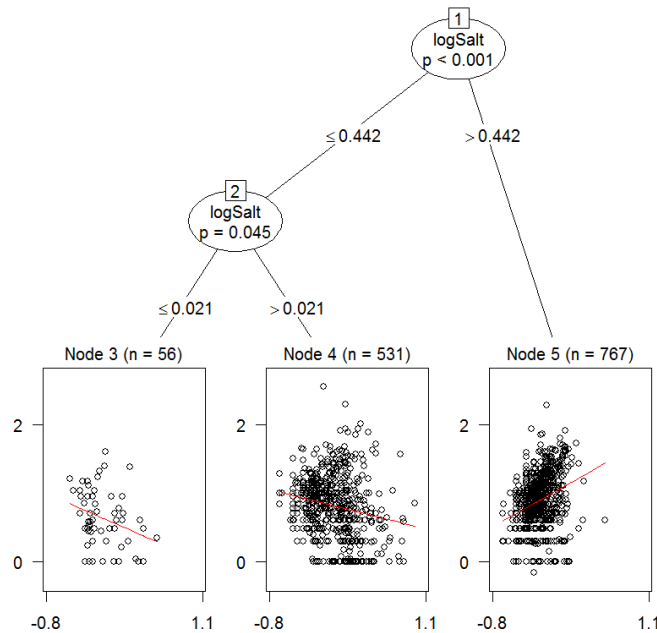 1
logSalt
p < 0.001
≤0.442
>0.442
2
logSalt
p = 0.045
≤0.021
>0.021
Node 3 (n = 56)
Node 4 (n = 531)
Node 5 (n = 767)
2
2
2
0
0
0
-0.8
1.1
-0.8
1.1
-0.8
1.1